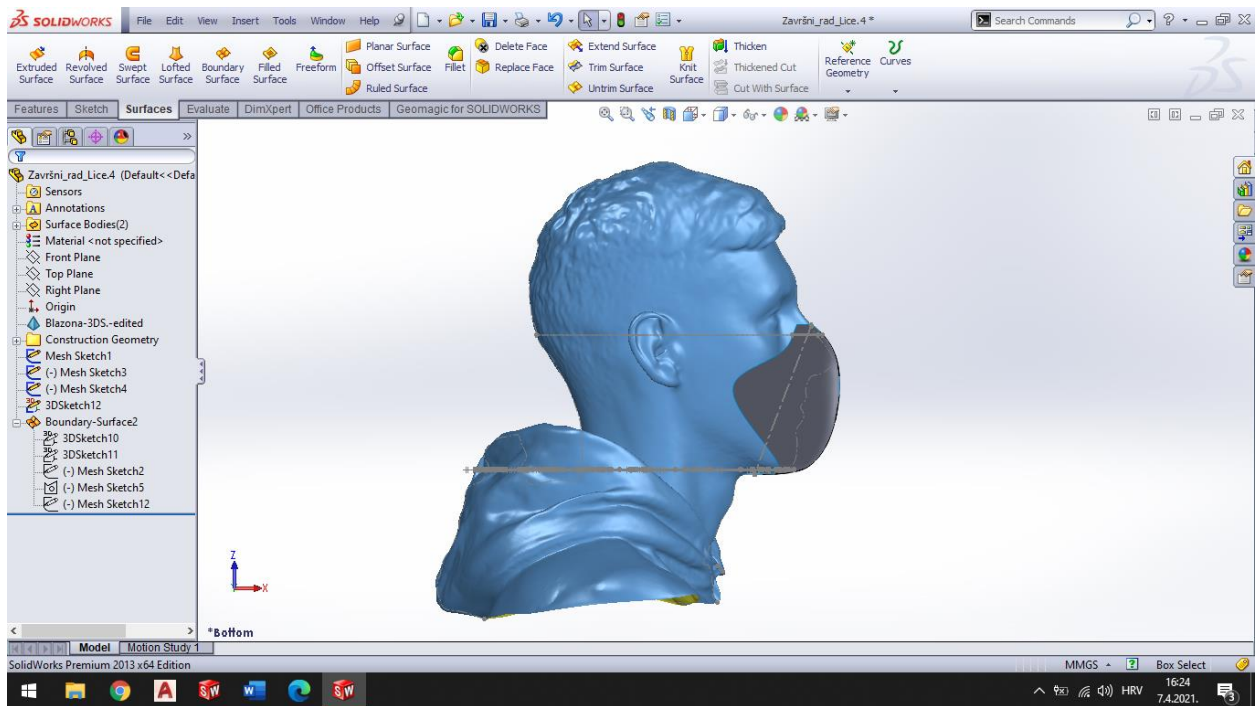 SOLIDWORKS File Edit View Insert Tools Window Help Završni_rad_Lice.4 * Search Commands
Extruded Surface Revolved Surface Swept Surface Lofted Surface Boundary Surface Filled Surface Freeform
Planar Surface
Offset Surface
Ruled Surface
Fillet
Delete Face
Replace Face
Extend Surface
Trim Surface
Untrim Surface
Knit Surface
Thicken
Thickened Cut
Cut With Surface
Reference Geometry
Curves
Features Sketch Surfaces Evaluate DimXpert Office Products Geomagic for SOLIDWORKS
Završni_rad_Lice.4 (Default<<Defa
Sensors
Annotations
Surface Bodies(2)
Material <not specified>
Front Plane
Top Plane
Right Plane
Origin
Blazona-3DS.-edited
Construction Geometry
Mesh Sketch1
(-) Mesh Sketch3
(-) Mesh Sketch4
3DSketch12
Boundary-Surface2
3DSketch10
3DSketch11
(-) Mesh Sketch2
(-) Mesh Sketch5
(-) Mesh Sketch12
Z
X
*Bottom
Model Motion Study 1
SolidWorks Premium 2013 x64 Edition MMGS Box Select
HRV 16:24
7.4.2021. 3